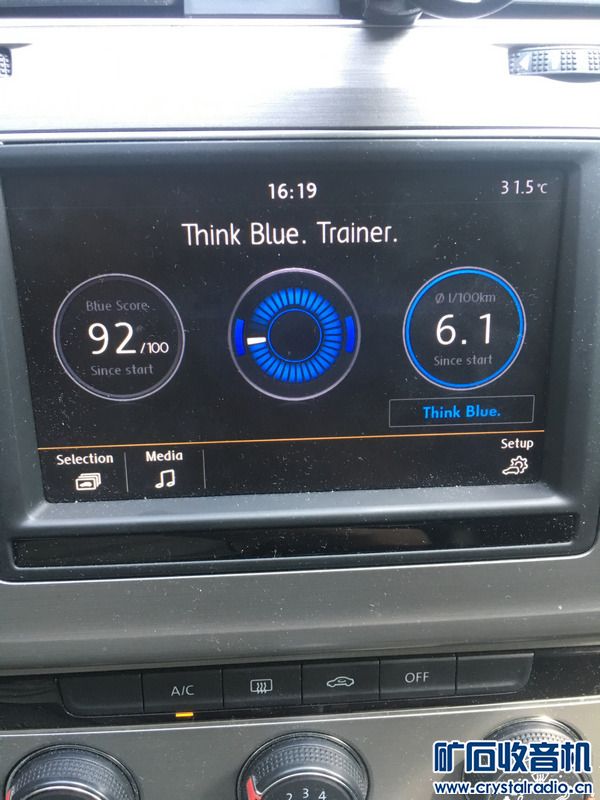 16:19
31.5°C
Think Blue. Trainer.
Blue Score
92/100
Since start
Ø l/100km
6.1
Since start
Think Blue.
Selection
Media
Setup
A/C
OFF
2 3 4
矿石收音机
www.crystalradio.cn